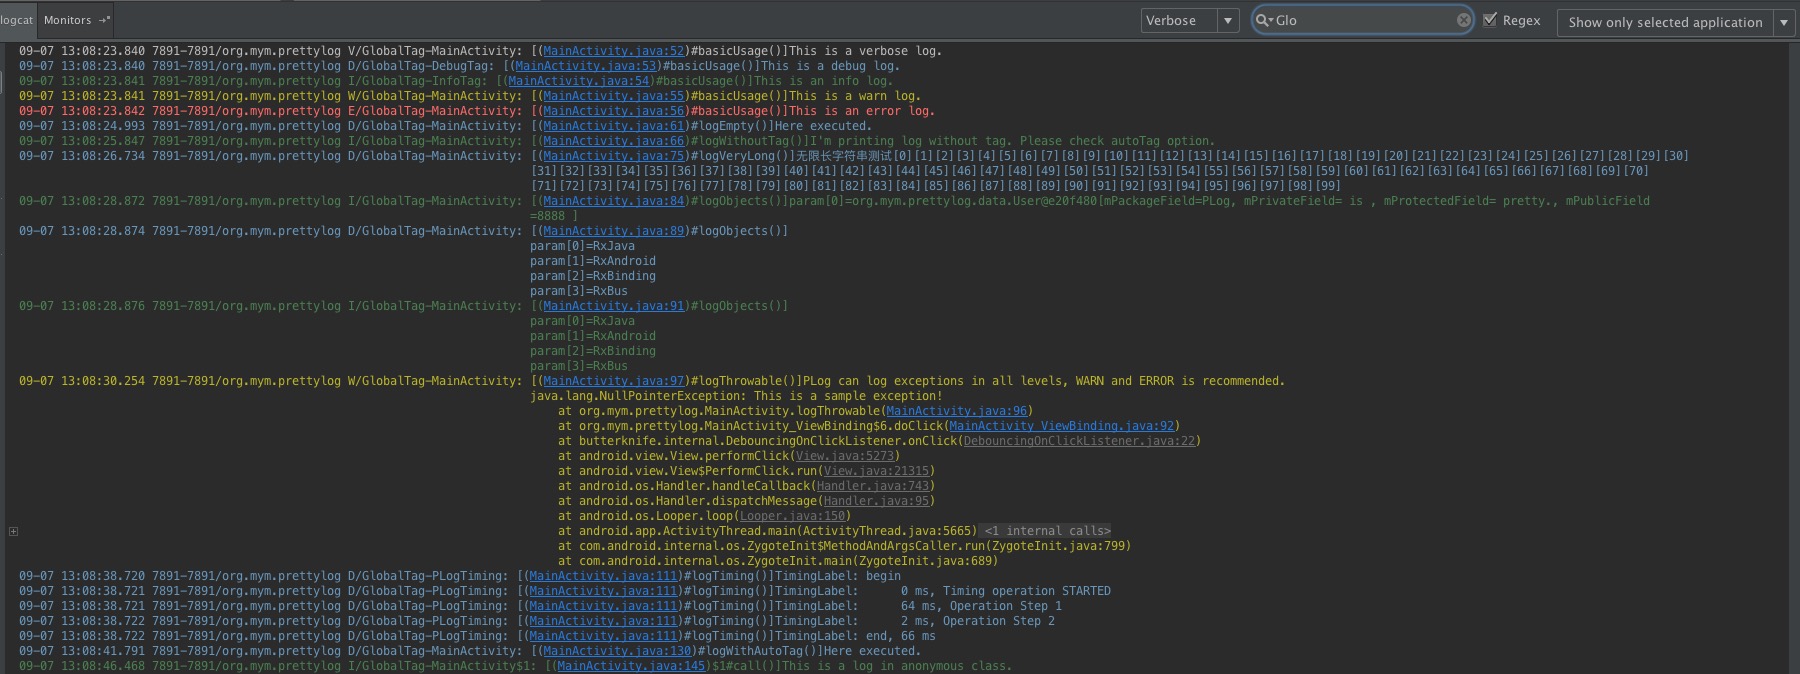 logcat Monitors Verbose Glo Regex Show only selected application
09-07 13:08:23.840 7891-7891/org.mym.prettylog V/GlobalTag-MainActivity: [(MainActivity.java:52)#basicUsage()]This is a verbose log.
09-07 13:08:23.840 7891-7891/org.mym.prettylog D/GlobalTag-DebugTag: [(MainActivity.java:53)#basicUsage()]This is a debug log.
09-07 13:08:23.841 7891-7891/org.mym.prettylog I/GlobalTag-InfoTag: [(MainActivity.java:54)#basicUsage()]This is an info log.
09-07 13:08:23.841 7891-7891/org.mym.prettylog W/GlobalTag-MainActivity: [(MainActivity.java:55)#basicUsage()]This is a warn log.
09-07 13:08:23.842 7891-7891/org.mym.prettylog E/GlobalTag-MainActivity: [(MainActivity.java:56)#basicUsage()]This is an error log.
09-07 13:08:24.993 7891-7891/org.mym.prettylog D/GlobalTag-MainActivity: [(MainActivity.java:61)#logEmpty()]Here executed.
09-07 13:08:25.847 7891-7891/org.mym.prettylog I/GlobalTag-MainActivity: [(MainActivity.java:66)#logWithoutTag()]I'm printing log without tag. Please check autoTag option.
09-07 13:08:26.734 7891-7891/org.mym.prettylog D/GlobalTag-MainActivity: [(MainActivity.java:75)#logVeryLong()]无限长字符串测试[0][1][2][3][4][5][6][7][8][9][10][11][12][13][14][15][16][17][18][19][20][21][22][23][24][25][26][27][28][29][30]
[31][32][33][34][35][36][37][38][39][40][41][42][43][44][45][46][47][48][49][50][51][52][53][54][55][56][57][58][59][60][61][62][63][64][65][66][67][68][69][70]
[71][72][73][74][75][76][77][78][79][80][81][82][83][84][85][86][87][88][89][90][91][92][93][94][95][96][97][98][99]
09-07 13:08:28.872 7891-7891/org.mym.prettylog I/GlobalTag-MainActivity: [(MainActivity.java:84)#logObjects()]param[0]=org.mym.prettylog.data.User@e20f480[mPackageField=PLog, mPrivateField= is , mProtectedField= pretty., mPublicField
=8888 ]
09-07 13:08:28.874 7891-7891/org.mym.prettylog D/GlobalTag-MainActivity: [(MainActivity.java:89)#logObjects()]
param[0]=RxJava
param[1]=RxAndroid
param[2]=RxBinding
param[3]=RxBus
09-07 13:08:28.876 7891-7891/org.mym.prettylog I/GlobalTag-MainActivity: [(MainActivity.java:91)#logObjects()]
param[0]=RxJava
param[1]=RxAndroid
param[2]=RxBinding
param[3]=RxBus
09-07 13:08:30.254 7891-7891/org.mym.prettylog W/GlobalTag-MainActivity: [(MainActivity.java:97)#logThrowable()]PLog can log exceptions in all levels, WARN and ERROR is recommended.
java.lang.NullPointerException: This is a sample exception!
at org.mym.prettylog.MainActivity.logThrowable(MainActivity.java:96)
at org.mym.prettylog.MainActivity_ViewBinding$6.doClick(MainActivity_ViewBinding.java:92)
at butterknife.internal.DebouncingOnClickListener.onClick(DebouncingOnClickListener.java:22)
at android.view.View.performClick(View.java:5273)
at android.view.View$PerformClick.run(View.java:21315)
at android.os.Handler.handleCallback(Handler.java:743)
at android.os.Handler.dispatchMessage(Handler.java:95)
at android.os.Looper.loop(Looper.java:150)
at android.app.ActivityThread.main(ActivityThread.java:5665) <1 internal calls>
at com.android.internal.os.ZygoteInit$MethodAndArgsCaller.run(ZygoteInit.java:799)
at com.android.internal.os.ZygoteInit.main(ZygoteInit.java:689)
09-07 13:08:38.720 7891-7891/org.mym.prettylog D/GlobalTag-PLogTiming: [(MainActivity.java:111)#logTiming()]TimingLabel: begin
09-07 13:08:38.721 7891-7891/org.mym.prettylog D/GlobalTag-PLogTiming: [(MainActivity.java:111)#logTiming()]TimingLabel: 0 ms, Timing operation STARTED
09-07 13:08:38.721 7891-7891/org.mym.prettylog D/GlobalTag-PLogTiming: [(MainActivity.java:111)#logTiming()]TimingLabel: 64 ms, Operation Step 1
09-07 13:08:38.722 7891-7891/org.mym.prettylog D/GlobalTag-PLogTiming: [(MainActivity.java:111)#logTiming()]TimingLabel: 2 ms, Operation Step 2
09-07 13:08:38.722 7891-7891/org.mym.prettylog D/GlobalTag-PLogTiming: [(MainActivity.java:111)#logTiming()]TimingLabel: end, 66 ms
09-07 13:08:41.791 7891-7891/org.mym.prettylog D/GlobalTag-MainActivity: [(MainActivity.java:130)#logWithAutoTag()]Here executed.
09-07 13:08:46.468 7891-7891/org.mym.prettylog I/GlobalTag-MainActivity$1: [(MainActivity.java:145)$1#call()]This is a log in anonymous class.